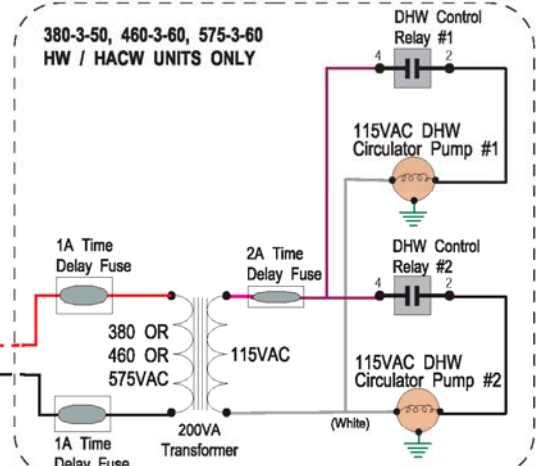 380-3-50, 460-3-60, 575-3-60
HW / HACW UNITS ONLY
DHW Control
Relay #1
4
2
115VAC DHW
Circulator Pump #1
1A Time
Delay Fuse
2A Time
Delay Fuse
DHW Control
Relay #2
4
2
380 OR
460 OR
575VAC
115VAC
115VAC DHW
Circulator Pump #2
(White)
200VA
Transformer
1A Time
Delay Fuse